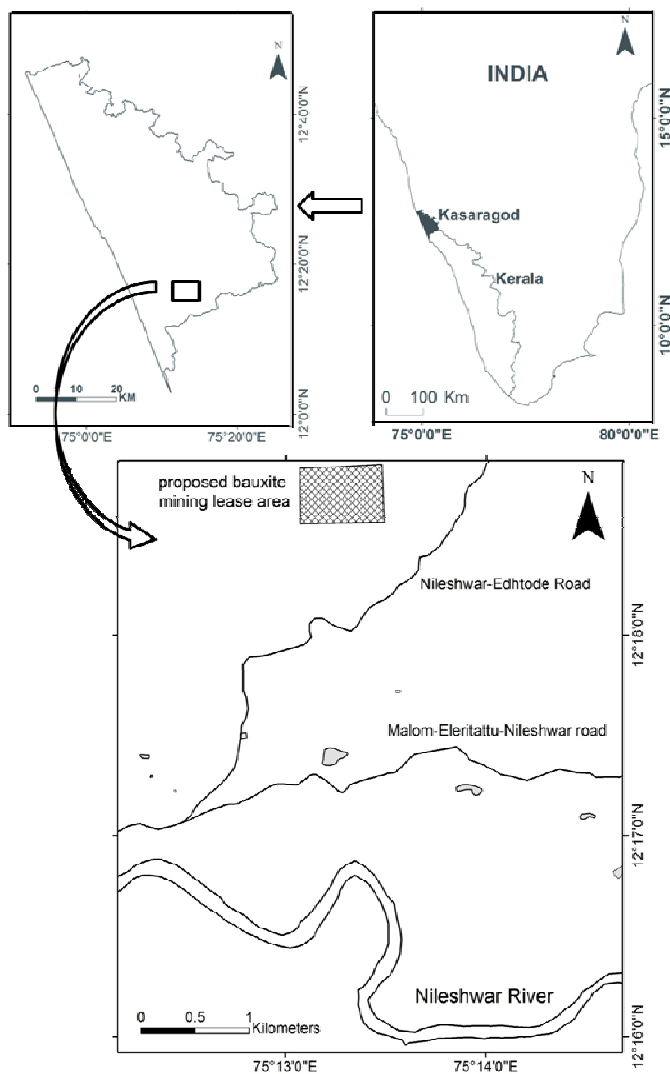 N
12°40'0"N
12°20'0"N
12°0'0"N
0 10 20
KM
75°0'0"E
75°20'0"E
N
INDIA
15°0'0"N
Kasaragod
Kerala
10°0'0"N
0 100 Km
75°0'0"E
80°0'0"E
proposed bauxite
mining lease area
N
Nileshwar-Edhtode Road
12°18'0"N
Malom-Eleritattu-Nileshwar road
12°17'0"N
Nileshwar River
0 0.5 1
Kilometers
12°16'0"N
75°13'0"E
75°14'0"E